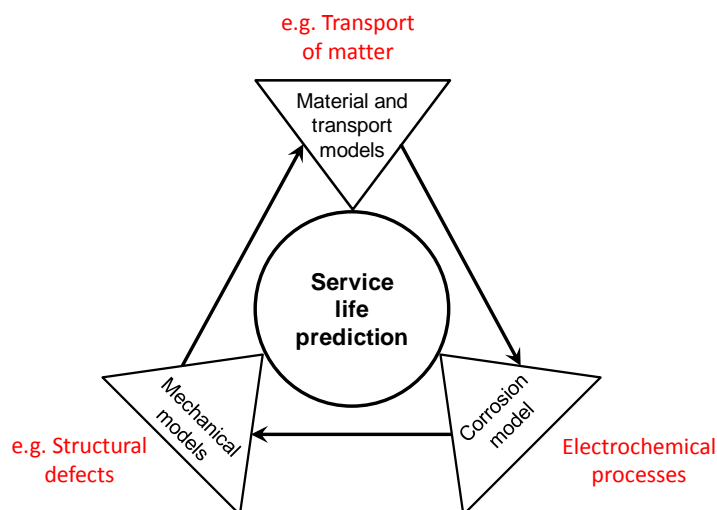 e.g. Transport
of matter
Material and
transport
models
Service
life
prediction
Mechanical
models
Corrosion
model
e.g. Structural
defects
Electrochemical
processes